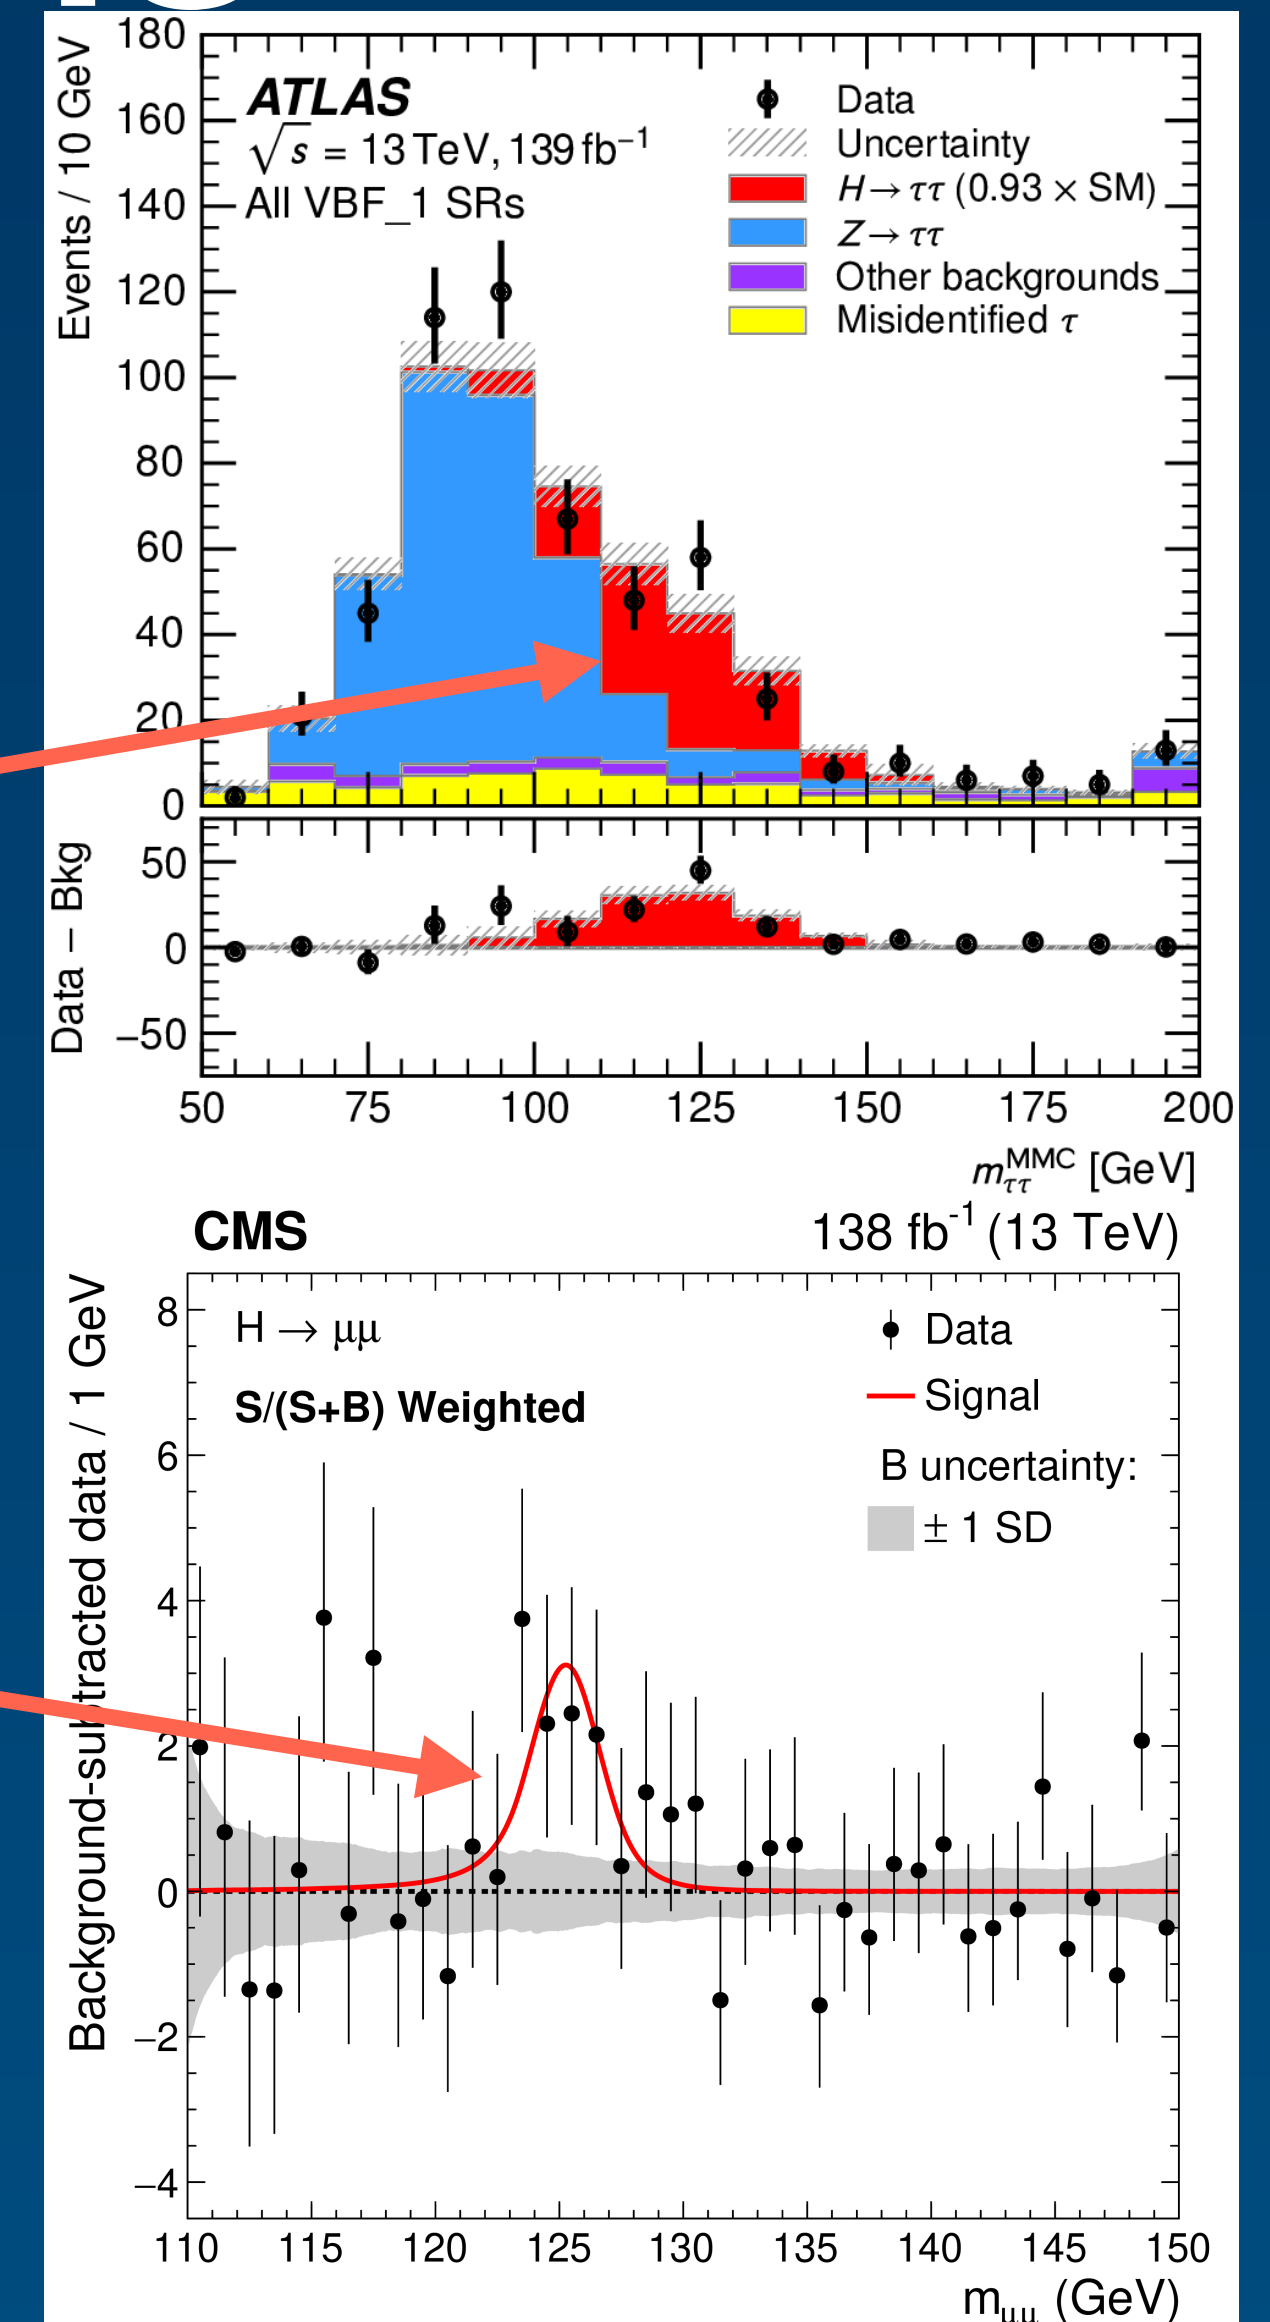 180
160
140
120
100
80
60
40
20
0
Events / 10 GeV
ATLAS
√s = 13 TeV, 139 fb⁻¹
All VBF_1 SRs
Data
Uncertainty
H → ττ (0.93 × SM)
Z → ττ
Other backgrounds
Misidentified τ
50
0
−50
Data − Bkg
50 75 100 125 150 175 200
m_ττ^MMC [GeV]
CMS
138 fb⁻¹ (13 TeV)
8
6
4
2
0
−2
−4
Background-subtracted data / 1 GeV
H → μμ
S/(S+B) Weighted
Data
Signal
B uncertainty:
± 1 SD
110 115 120 125 130 135 140 145 150
m_μμ (GeV)